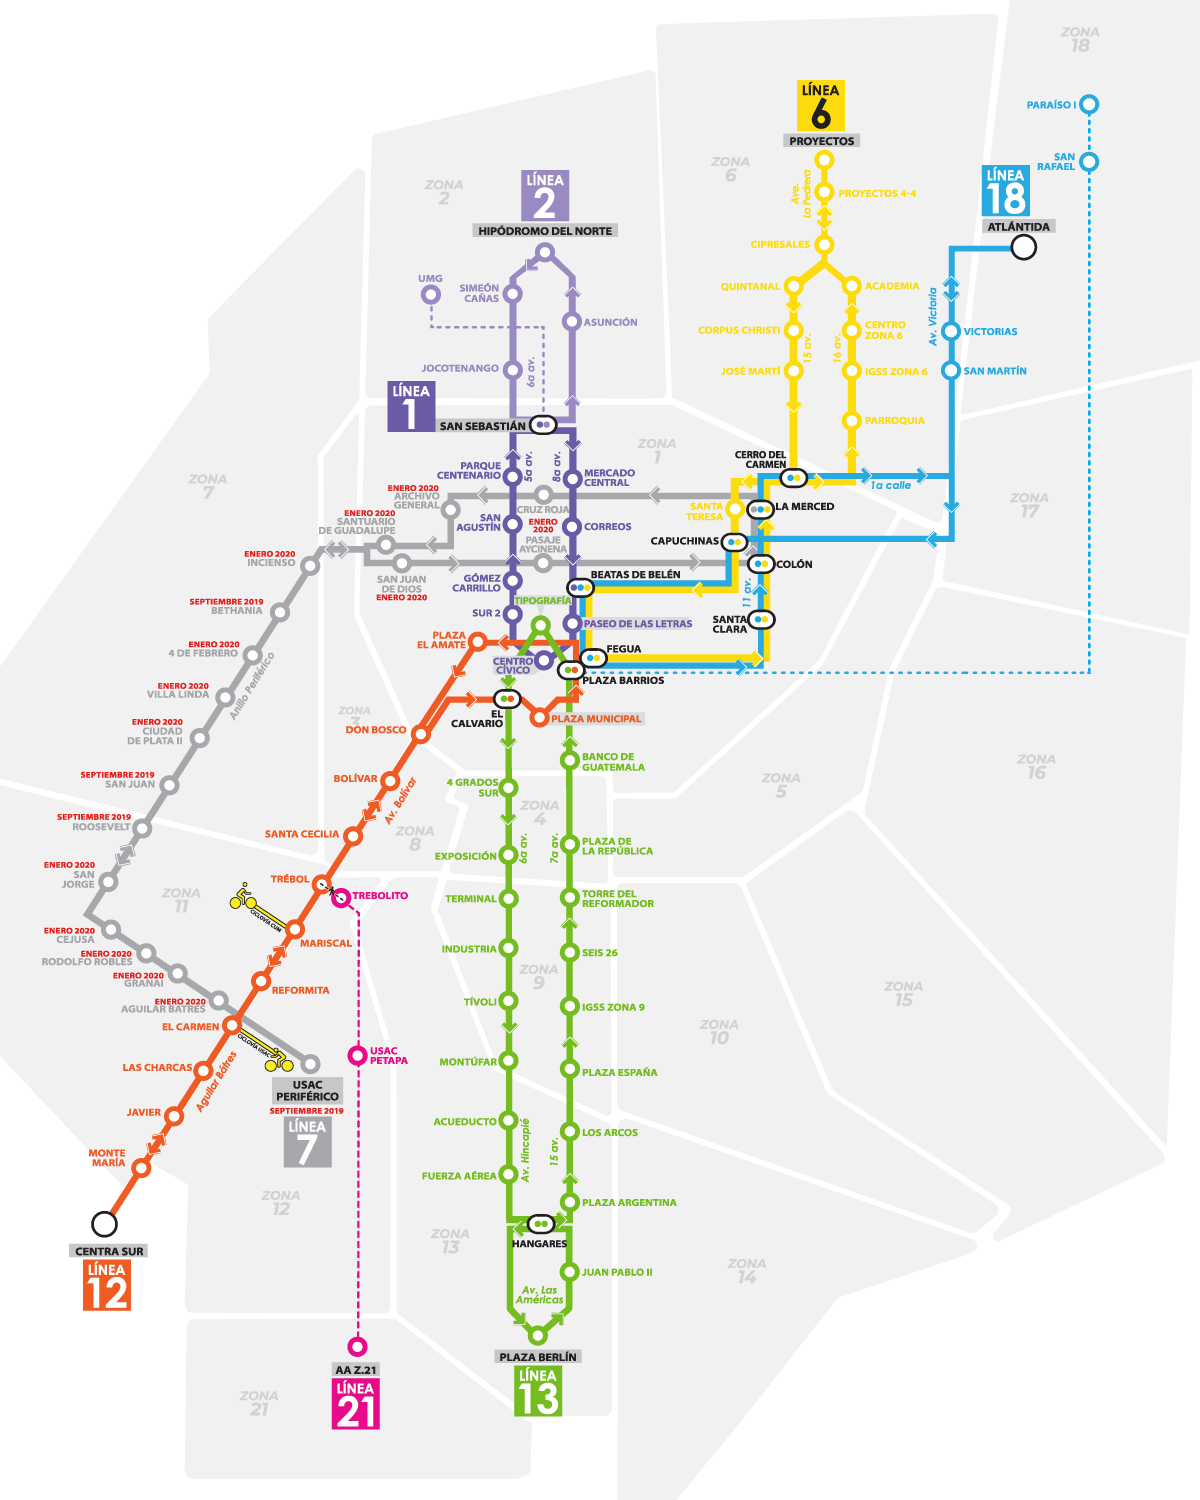 ZONA
18
PARAÍSO I
LÍNEA
6
PROYECTOS
ZONA
6
SAN
RAFAEL
ZONA
2
LÍNEA
2
HIPÓDROMO DEL NORTE
LÍNEA
18
ATLÁNTIDA
Ave.
La Pedrera
PROYECTOS 4-4
CIPRESALES
UMG
SIMEÓN
CAÑAS
ASUNCIÓN
QUINTANAL
ACADEMIA
CORPUS CHRISTI
15 av.
16 av.
CENTRO
ZONA 6
Av. Victoria
VICTORIAS
JOCOTENANGO
6a av.
JOSÉ MARTÍ
IGSS ZONA 6
SAN MARTÍN
LÍNEA
1
SAN SEBASTIÁN
PARROQUIA
ZONA
1
ZONA
7
PARQUE
CENTENARIO
5a av.
8a av.
MERCADO
CENTRAL
CERRO DEL
CARMEN
1a calle
ZONA
17
ENERO 2020
ARCHIVO
GENERAL
CRUZ ROJA
SANTA
TERESA
LA MERCED
ENERO 2020
SANTUARIO
DE GUADALUPE
SAN
AGUSTÍN
ENERO
2020
PASAJE
AYCINENA
CORREOS
CAPUCHINAS
ENERO 2020
INCIENSO
SAN JUAN
DE DIOS
ENERO 2020
GÓMEZ
CARRILLO
BEATAS DE BELÉN
COLÓN
11 av.
SEPTIEMBRE 2019
BETHANIA
SUR 2
TIPOGRAFÍA
PASEO DE LAS LETRAS
SANTA
CLARA
ENERO 2020
4 DE FEBRERO
Anillo Periférico
PLAZA
EL AMATE
CENTRO
CÍVICO
FEGUA
PLAZA BARRIOS
ENERO 2020
VILLA LINDA
ENERO 2020
CIUDAD
DE PLATA II
ZONA
3
DON BOSCO
EL
CALVARIO
PLAZA MUNICIPAL
SEPTIEMBRE 2019
SAN JUAN
BOLÍVAR
Av. Bolívar
4 GRADOS
SUR
BANCO DE
GUATEMALA
ZONA
5
ZONA
16
SEPTIEMBRE 2019
ROOSEVELT
SANTA CECILIA
ZONA
8
ZONA
4
6a av.
7a av.
EXPOSICIÓN
PLAZA DE
LA REPÚBLICA
ENERO 2020
SAN
JORGE
TRÉBOL
TREBOLITO
TERMINAL
TORRE DEL
REFORMADOR
ZONA
11
CICLOVÍA CUM
ENERO 2020
CEJUSA
MARISCAL
INDUSTRIA
SEIS 26
ENERO 2020
RODOLFO ROBLES
ENERO 2020
GRANAI
REFORMITA
ZONA
9
ENERO 2020
AGUILAR BATRES
TÍVOLI
IGSS ZONA 9
ZONA
15
EL CARMEN
CICLOVÍA USAC
ZONA
10
LAS CHARCAS
Aguilar Bátres
USAC
PETAPA
MONTÚFAR
PLAZA ESPAÑA
USAC
PERIFÉRICO
SEPTIEMBRE 2019
LÍNEA
7
JAVIER
ACUEDUCTO
Av. Hincapié
15 av.
LOS ARCOS
MONTE
MARÍA
FUERZA AÉREA
PLAZA ARGENTINA
ZONA
12
ZONA
13
HANGARES
CENTRA SUR
LÍNEA
12
JUAN PABLO II
ZONA
14
Av. Las
Américas
PLAZA BERLÍN
LÍNEA
13
AA Z.21
LÍNEA
21
ZONA
21